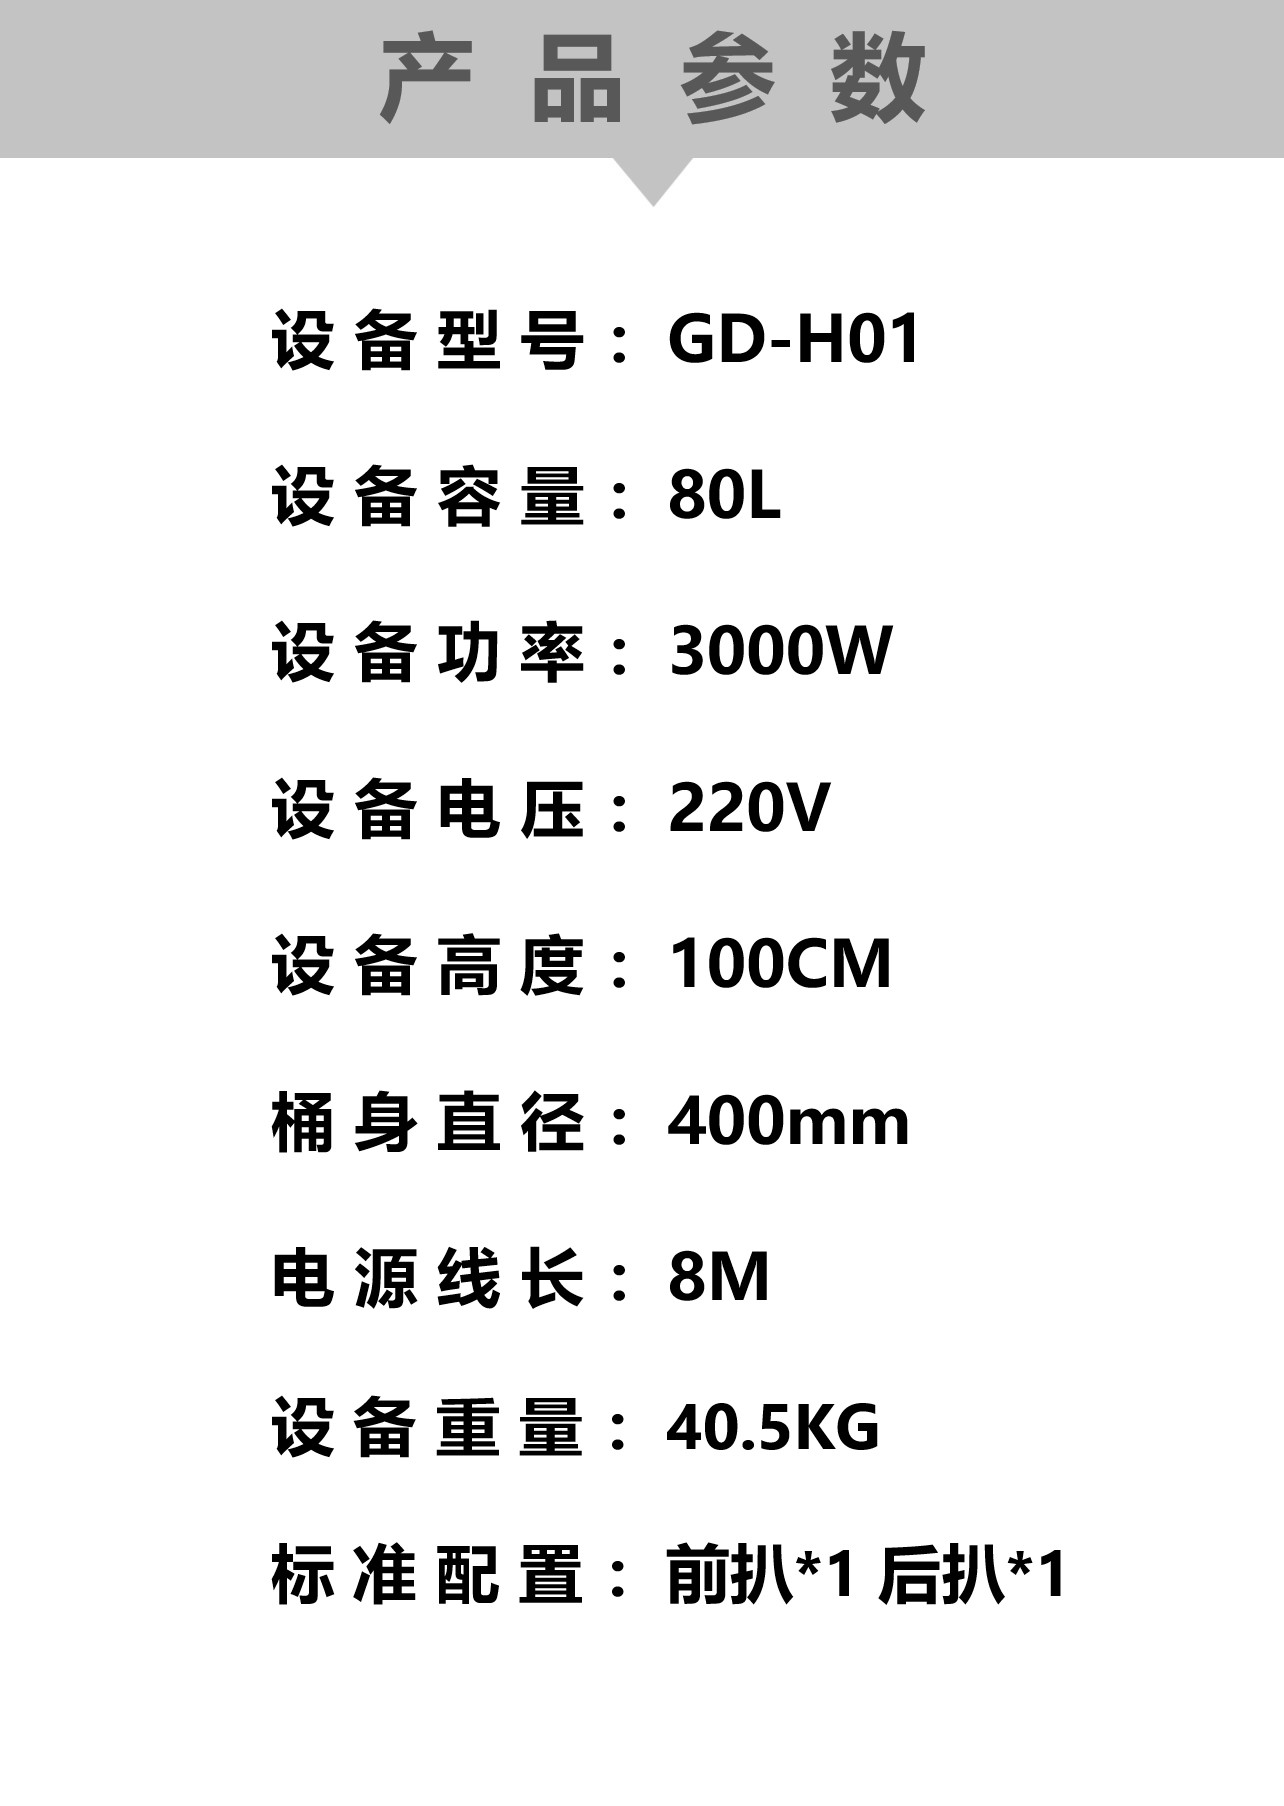 产品参数
设备型号：GD-H01
设备容量：80L
设备功率：3000W
设备电压：220V
设备高度：100CM
桶身直径：400mm
电源线长：8M
设备重量：40.5KG
标准配置：前扒*1 后扒*1